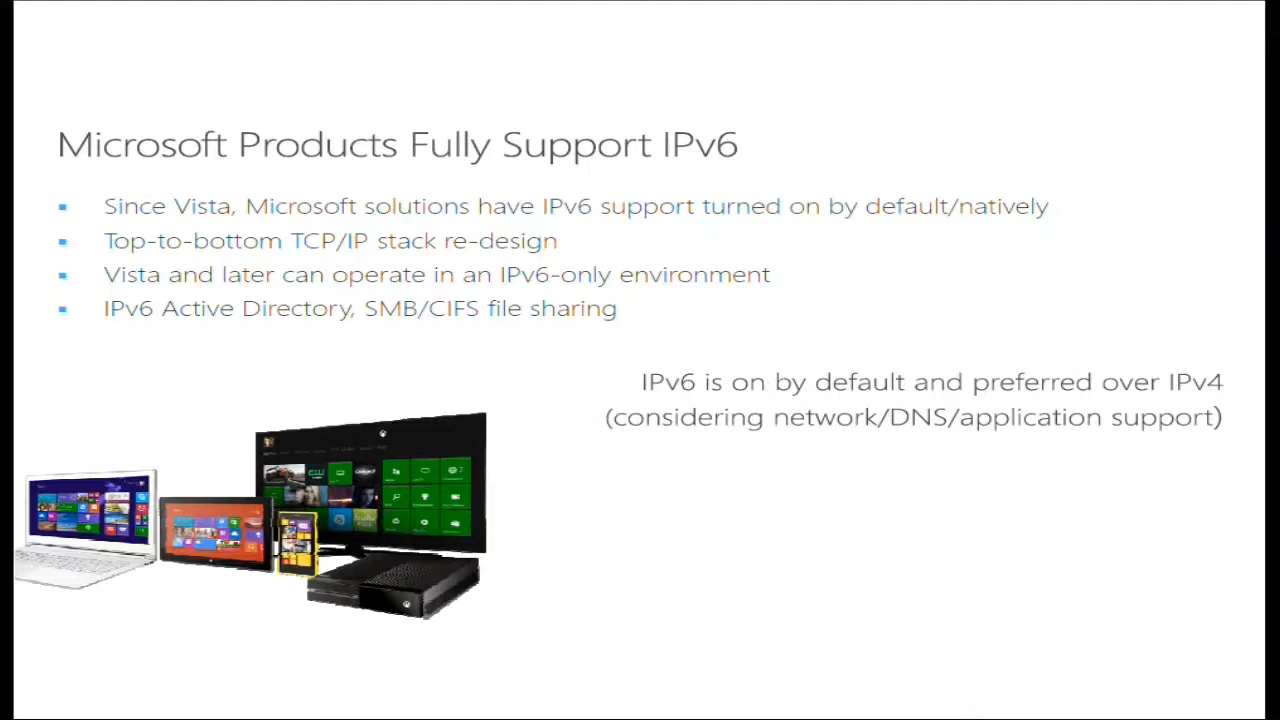 Microsoft Products Fully Support IPv6
Since Vista, Microsoft solutions have IPv6 support turned on by default/natively
Top-to-bottom TCP/IP stack re-design
Vista and later can operate in an IPv6-only environment
IPv6 Active Directory, SMB/CIFS file sharing
IPv6 is on by default and preferred over IPv4
(considering network/DNS/application support)